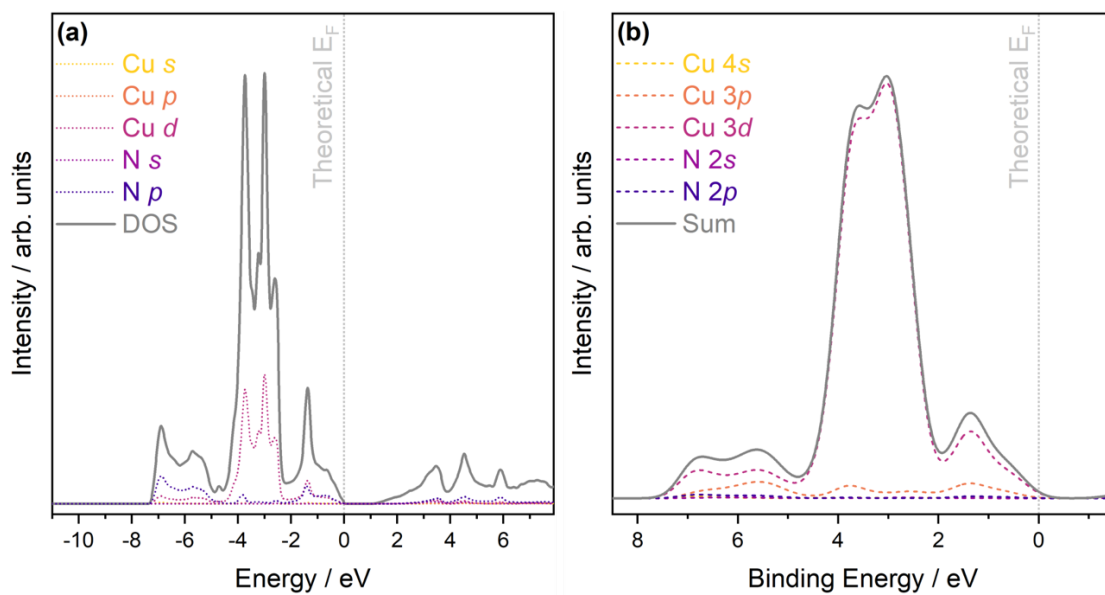 (a)
Cu s
Cu p
Cu d
N s
N p
DOS
Theoretical E_F
Intensity / arb. units
-10 -8 -6 -4 -2 0 2 4 6
Energy / eV
(b)
Cu 4s
Cu 3p
Cu 3d
N 2s
N 2p
Sum
Theoretical E_F
Intensity / arb. units
8 6 4 2 0
Binding Energy / eV